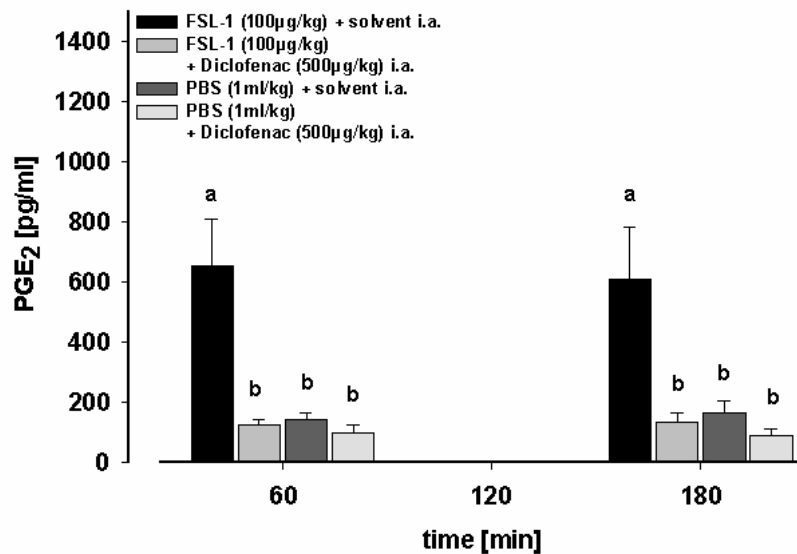 FSL-1 (100µg/kg) + solvent i.a.
FSL-1 (100µg/kg)
+ Diclofenac (500µg/kg) i.a.
PBS (1ml/kg) + solvent i.a.
PBS (1ml/kg)
+ Diclofenac (500µg/kg) i.a.
PGE2 [pg/ml]
1400
1200
1000
800
600
400
200
0
a
b
b
b
a
b
b
b
60
120
180
time [min]